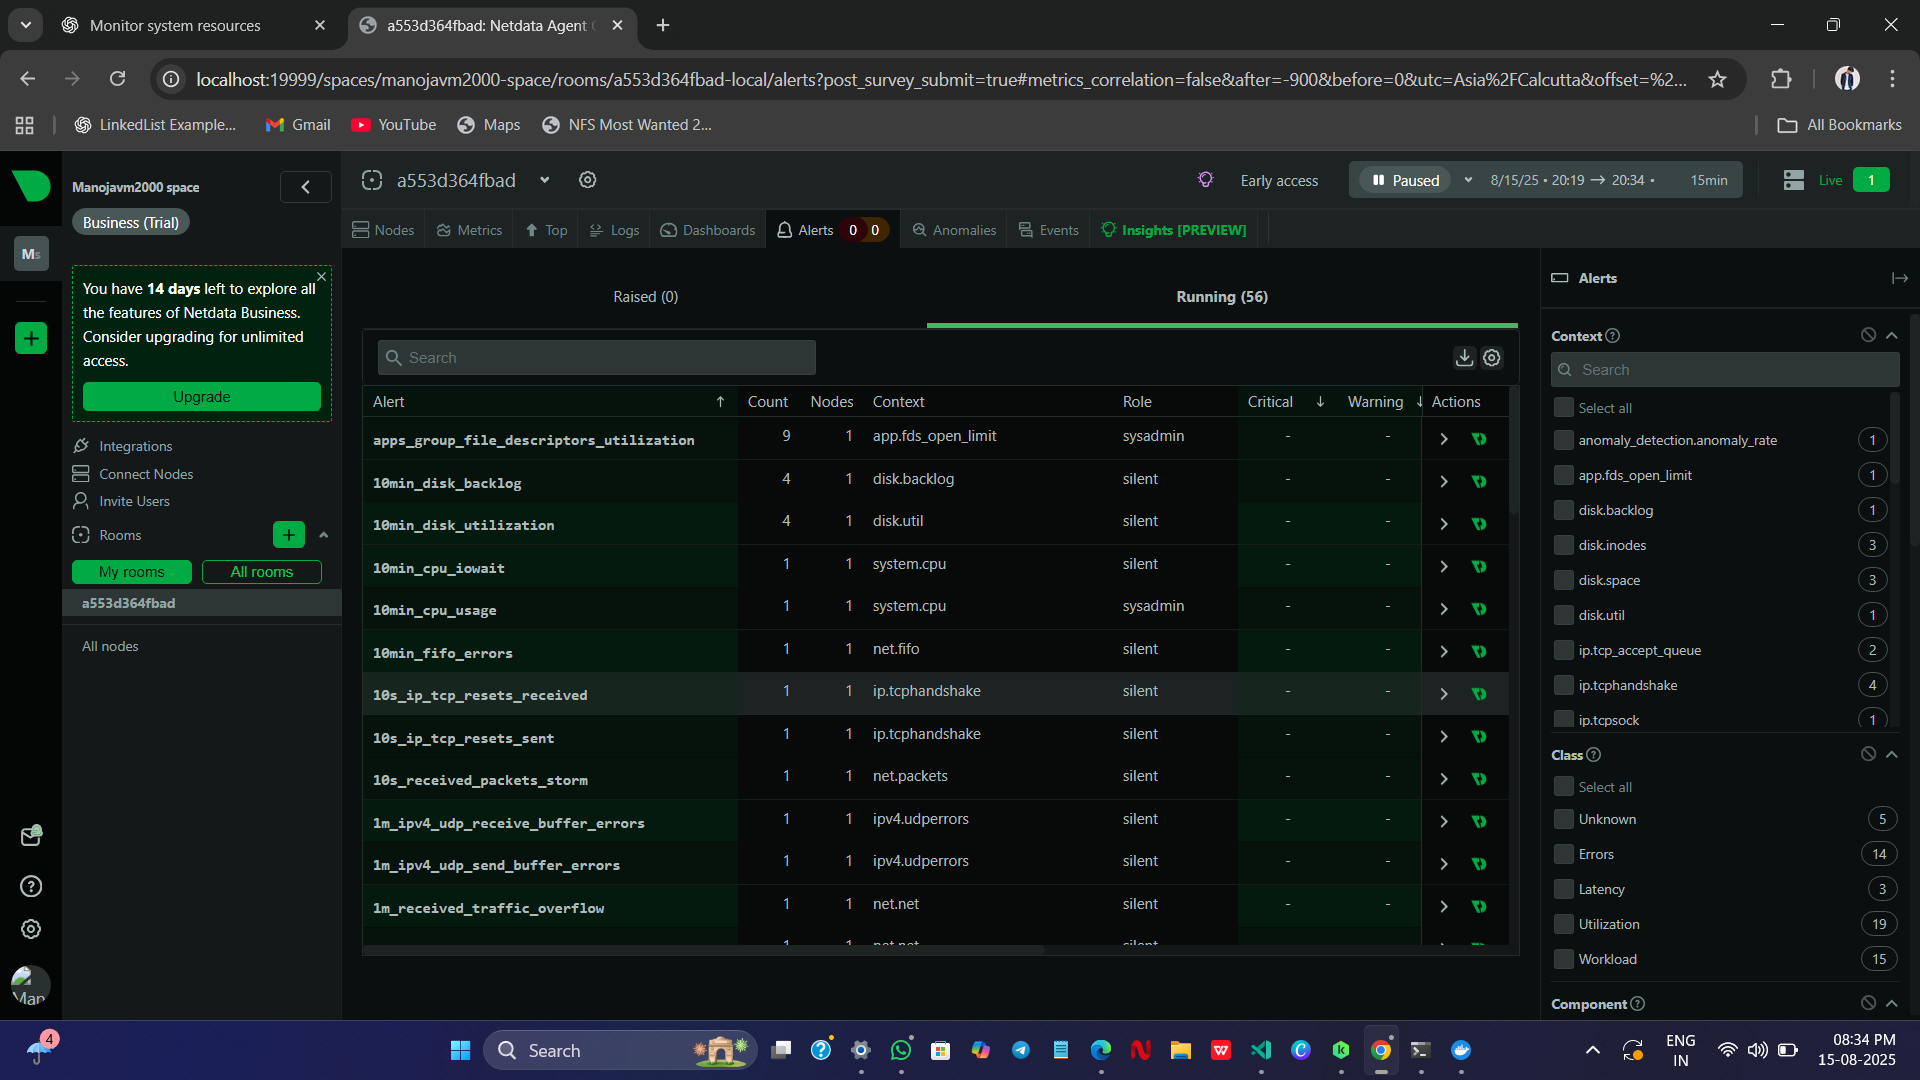 Monitor system resources
a553d364fbad: Netdata Agent
localhost:19999/spaces/manojavm2000-space/rooms/a553d364fbad-local/alerts?post_survey_submit=true#metrics_correlation=false&after=-900&before=0&utc=Asia%2FCalcutta&offset=%2...
LinkedList Example...
Gmail
YouTube
Maps
NFS Most Wanted 2...
All Bookmarks
Manojavm2000 space
Business (Trial)
Ms
You have 14 days left to explore all
the features of Netdata Business.
Consider upgrading for unlimited
access.
Upgrade
Integrations
Connect Nodes
Invite Users
Rooms
My rooms
All rooms
a553d364fbad
All nodes
Man
a553d364fbad
Early access
Paused
8/15/25 • 20:19 → 20:34 •
15min
Live
1
Nodes
Metrics
Top
Logs
Dashboards
Alerts 0 0
Anomalies
Events
Insights [PREVIEW]
Raised (0)
Running (56)
Search
Alert ↑ Count Nodes Context Role Critical ↓ Warning ↓ Actions
apps_group_file_descriptors_utilization 9 1 app.fds_open_limit sysadmin - -
10min_disk_backlog 4 1 disk.backlog silent - -
10min_disk_utilization 4 1 disk.util silent - -
10min_cpu_iowait 1 1 system.cpu silent - -
10min_cpu_usage 1 1 system.cpu sysadmin - -
10min_fifo_errors 1 1 net.fifo silent - -
10s_ip_tcp_resets_received 1 1 ip.tcphandshake silent - -
10s_ip_tcp_resets_sent 1 1 ip.tcphandshake silent - -
10s_received_packets_storm 1 1 net.packets silent - -
1m_ipv4_udp_receive_buffer_errors 1 1 ipv4.udperrors silent - -
1m_ipv4_udp_send_buffer_errors 1 1 ipv4.udperrors silent - -
1m_received_traffic_overflow 1 1 net.net silent - -
1 1 net.net silent
Alerts
Context
Search
Select all
anomaly_detection.anomaly_rate 1
app.fds_open_limit 1
disk.backlog 1
disk.inodes 3
disk.space 3
disk.util 1
ip.tcp_accept_queue 2
ip.tcphandshake 4
ip.tcpsock 1
Class
Select all
Unknown 5
Errors 14
Latency 3
Utilization 19
Workload 15
Component
4
Search
ENG
IN
08:34 PM
15-08-2025